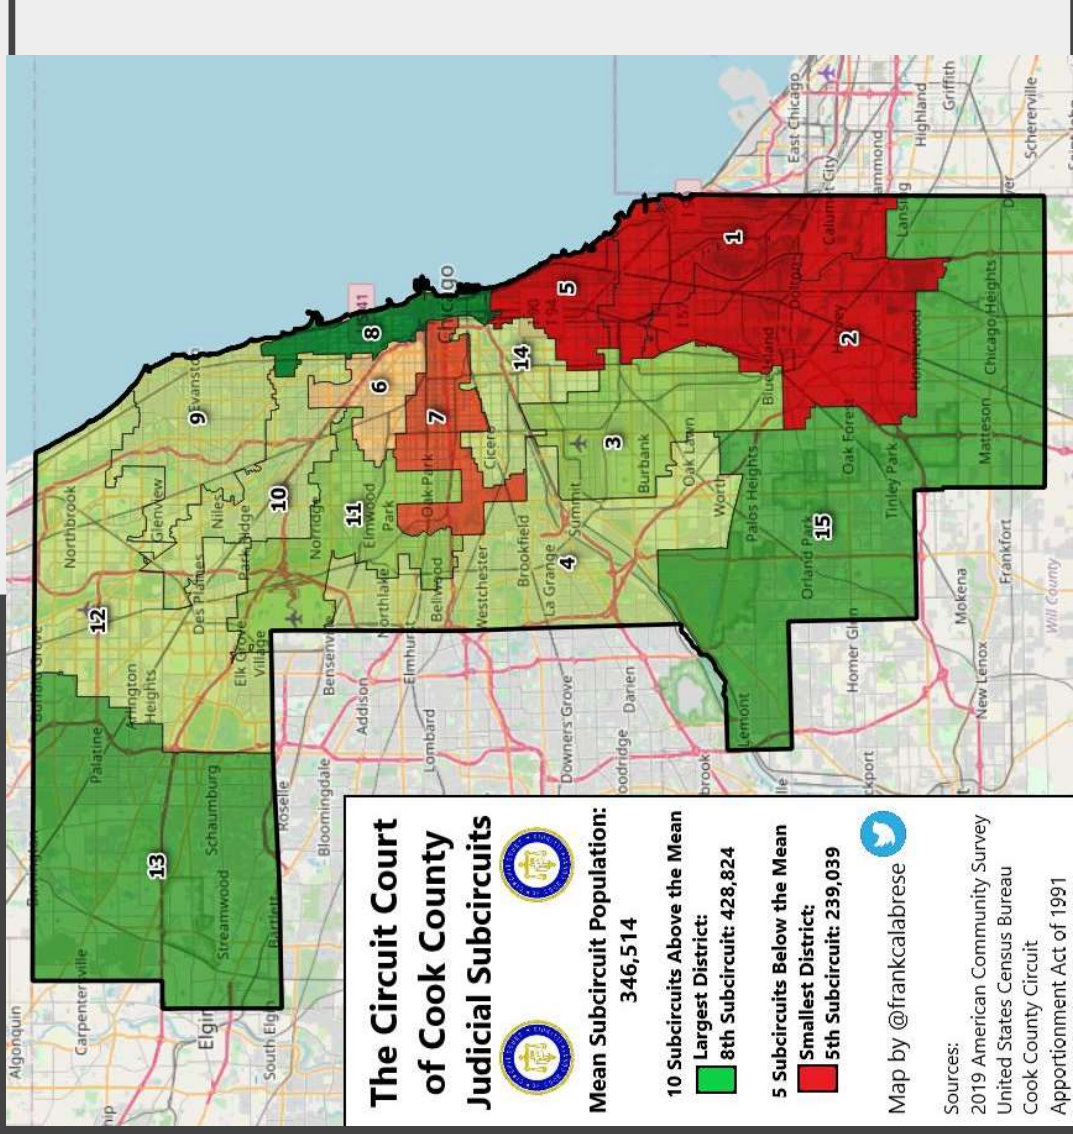 The Circuit Court
of Cook County
Judicial Subcircuits
Mean Subcircuit Population:
346,514
10 Subcircuits Above the Mean
Largest District:
8th Subcircuit: 428,824
5 Subcircuits Below the Mean
Smallest District:
5th Subcircuit: 239,039
Map by @frankcalabrese
Sources:
2019 American Community Survey
United States Census Bureau
Cook County Circuit
Apportionment Act of 1991
Algonquin
Carpentersville
Elgin
South Elgin
Bartlett
Streamwood
Schaumburg
13
Palatine
Arlington
Heights
12
Northbrook
Glenview
Niles
Des Plaines
Park Ridge
Elk Grove
Village
Evanston
9
10
Norridge
11
Elmwood
Park
6
8
41
7
Oak Park
Chicago
Cicero
14
5
90
94
3
Burbank
Oak Lawn
Summit
Brookfield
La Grange
4
Westchester
Bellwood
Northlake
Elmhurst
Bensenville
Addison
Lombard
Roselle
Bloomingdale
Downers Grove
Darien
Woodridge
Lemont
Worth
Palos Heights
Orland Park
15
Oak Forest
Tinley Park
Blue Island
Dolton
1
2
Harvey
Homewood
Matteson
Chicago Heights
Calumet City
Lansing
Hammond
East Chicago
Highland
Griffith
Schererville
Dyer
Homer Glen
Mokena
Frankfort
New Lenox
Will County